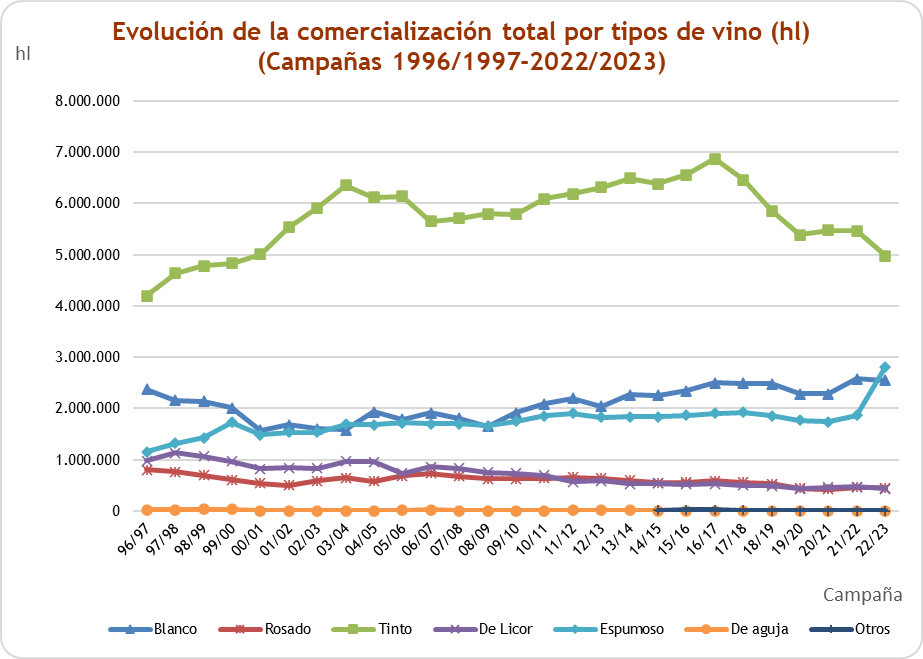 Evolución de la comercialización total por tipos de vino (hl)
(Campañas 1996/1997-2022/2023)
hl
8.000.000
7.000.000
6.000.000
5.000.000
4.000.000
3.000.000
2.000.000
1.000.000
0
96/97 97/98 98/99 99/00 00/01 01/02 02/03 03/04 04/05 05/06 06/07 07/08 08/09 09/10 10/11 11/12 12/13 13/14 14/15 15/16 16/17 17/18 18/19 19/20 20/21 21/22 22/23
Campaña
Blanco Rosado Tinto De Licor Espumoso De aguja Otros